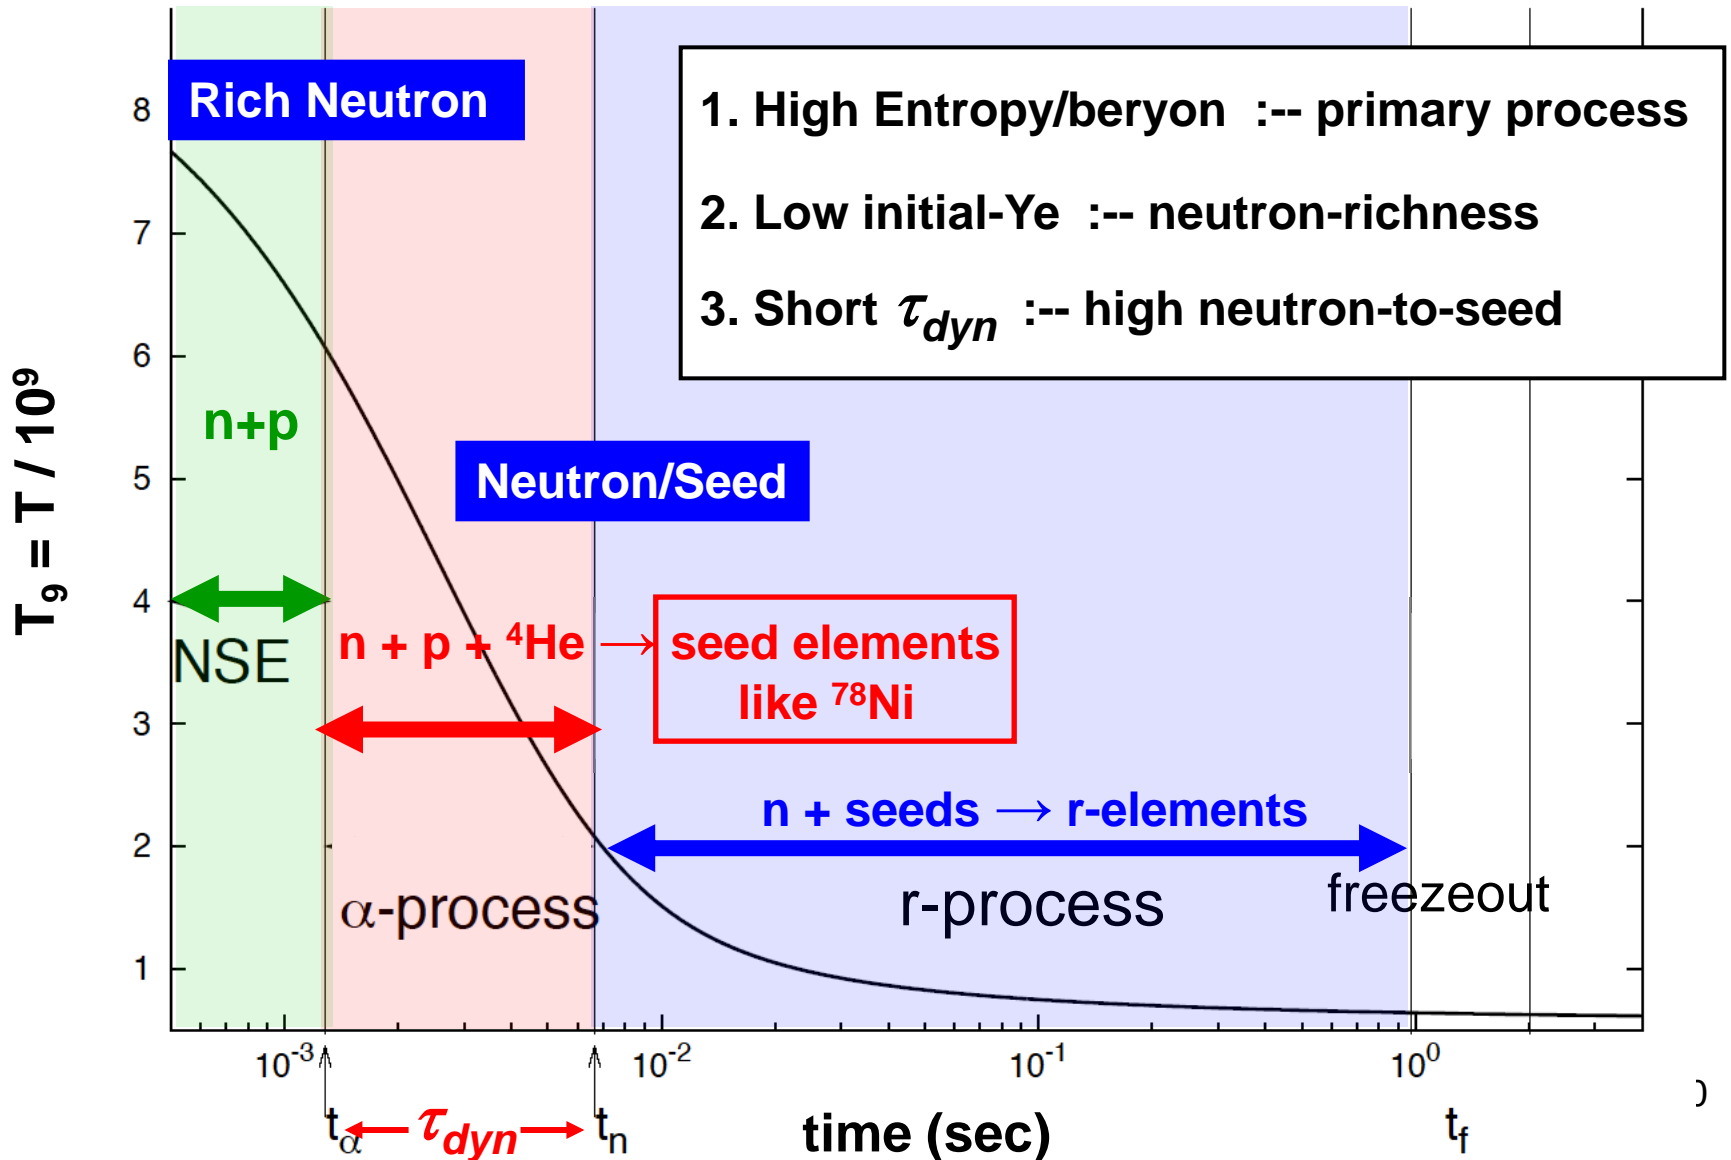 Rich Neutron
1. High Entropy/beryon :-- primary process
2. Low initial-Ye :-- neutron-richness
3. Short τdyn :-- high neutron-to-seed
T₉ = T / 10⁹
8
7
6
5
4
3
2
1
n+p
Neutron/Seed
NSE
n + p + ⁴He → seed elements
like ⁷⁸Ni
n + seeds → r-elements
α-process
r-process
freezeout
10⁻³
10⁻²
10⁻¹
10⁰
tα
τdyn
tn
time (sec)
tf